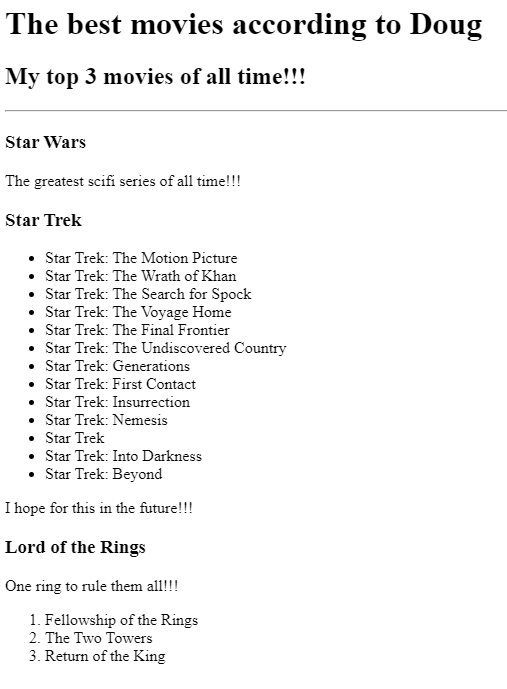 The best movies according to Doug
My top 3 movies of all time!!!
Star Wars
The greatest scifi series of all time!!!
Star Trek
• Star Trek: The Motion Picture
• Star Trek: The Wrath of Khan
• Star Trek: The Search for Spock
• Star Trek: The Voyage Home
• Star Trek: The Final Frontier
• Star Trek: The Undiscovered Country
• Star Trek: Generations
• Star Trek: First Contact
• Star Trek: Insurrection
• Star Trek: Nemesis
• Star Trek
• Star Trek: Into Darkness
• Star Trek: Beyond
I hope for this in the future!!!
Lord of the Rings
One ring to rule them all!!!
1. Fellowship of the Rings
2. The Two Towers
3. Return of the King